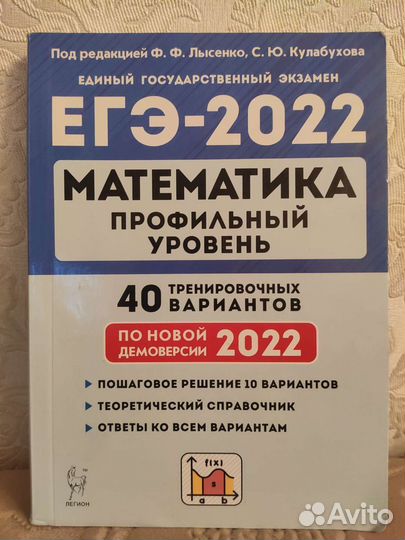 Под редакцией Ф. Ф. Лысенко, С. Ю. Кулабухова
ЕДИНЫЙ ГОСУДАРСТВЕННЫЙ ЭКЗАМЕН
ЕГЭ-2022
МАТЕМАТИКА
ПРОФИЛЬНЫЙ
УРОВЕНЬ
40 ТРЕНИРОВОЧНЫХ
ВАРИАНТОВ
ПО НОВОЙ
ДЕМОВЕРСИИ 2022
ПОШАГОВОЕ РЕШЕНИЕ 10 ВАРИАНТОВ
ТЕОРЕТИЧЕСКИЙ СПРАВОЧНИК
ОТВЕТЫ КО ВСЕМ ВАРИАНТАМ
f(x)
S
a b
TM
ЛЕГИОН
Avito